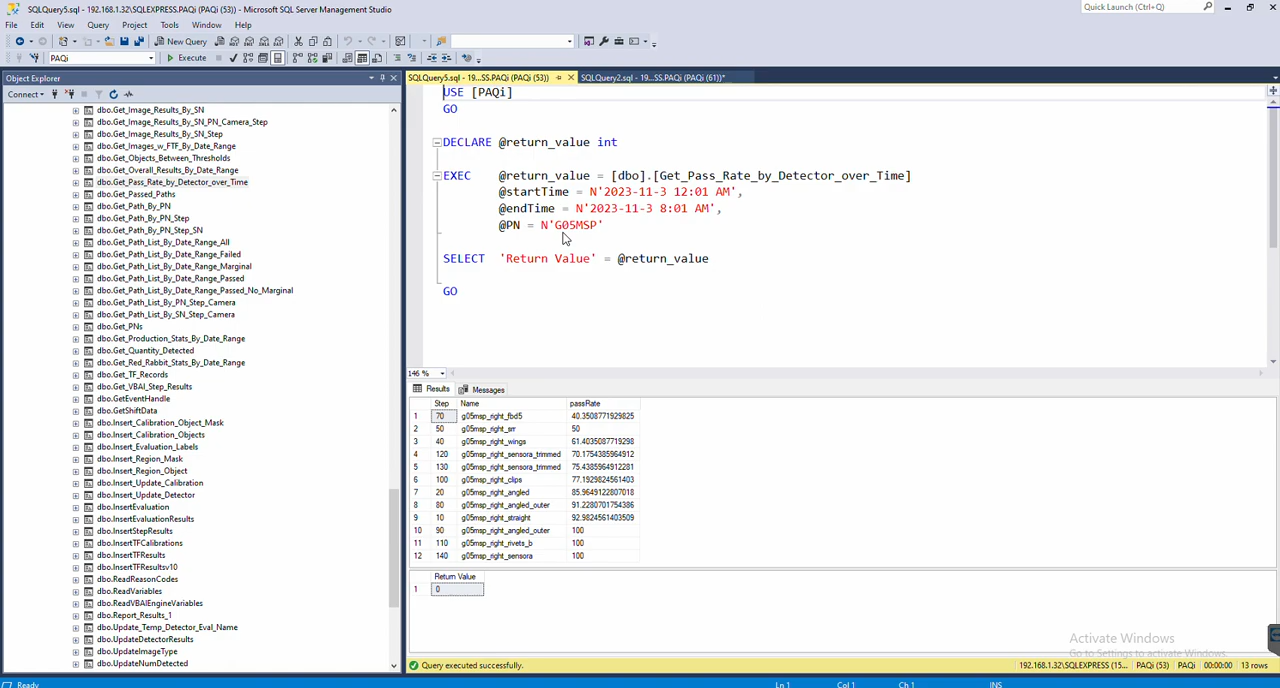 SQLQuery5.sql - 192.168.1.32\SQLEXPRESS.PAQi (PAQi (53)) - Microsoft SQL Server Management Studio
Quick Launch (Ctrl+Q)
File Edit View Query Project Tools Window Help
New Query
PAQi Execute
Object Explorer
SQLQuery5.sql - 19...SS.PAQi (PAQi (53))
SQLQuery2.sql - 19...SS.PAQi (PAQi (61))*
Connect
dbo.Get_Image_Results_By_SN
dbo.Get_Image_Results_By_SN_PN_Camera_Step
dbo.Get_Image_Results_By_SN_Step
dbo.Get_Images_w_FTF_By_Date_Range
dbo.Get_Objects_Between_Thresholds
dbo.Get_Overall_Results_By_Date_Range
dbo.Get_Pass_Rate_by_Detector_over_Time
dbo.Get_Passed_Paths
dbo.Get_Path_By_PN
dbo.Get_Path_By_PN_Step
dbo.Get_Path_By_PN_Step_SN
dbo.Get_Path_List_By_Date_Range_All
dbo.Get_Path_List_By_Date_Range_Failed
dbo.Get_Path_List_By_Date_Range_Marginal
dbo.Get_Path_List_By_Date_Range_Passed
dbo.Get_Path_List_By_Date_Range_Passed_No_Marginal
dbo.Get_Path_List_By_PN_Step_Camera
dbo.Get_Path_List_By_SN_Step_Camera
dbo.Get_PNs
dbo.Get_Production_Stats_By_Date_Range
dbo.Get_Quantity_Detected
dbo.Get_Red_Rabbit_Stats_By_Date_Range
dbo.Get_TF_Records
dbo.Get_VBAI_Step_Results
dbo.GetEventHandle
dbo.GetShiftData
dbo.Insert_Calibration_Object_Mask
dbo.Insert_Calibration_Objects
dbo.Insert_Evaluation_Labels
dbo.Insert_Region_Mask
dbo.Insert_Region_Object
dbo.Insert_Update_Calibration
dbo.Insert_Update_Detector
dbo.InsertEvaluation
dbo.InsertEvaluationResults
dbo.InsertStepResults
dbo.InsertTFCalibrations
dbo.InsertTFResults
dbo.InsertTFResultsv10
dbo.ReadReasonCodes
dbo.ReadVariables
dbo.ReadVBAIEngineVariables
dbo.Report_Results_1
dbo.Update_Temp_Detector_Eval_Name
dbo.UpdateDetectorResults
dbo.UpdateImageType
dbo.UpdateNumDetected
USE [PAQi]
GO
DECLARE @return_value int
EXEC @return_value = [dbo].[Get_Pass_Rate_by_Detector_over_Time]
@startTime = N'2023-11-3 12:01 AM',
@endTime = N'2023-11-3 8:01 AM',
@PN = N'G05MSP'
SELECT 'Return Value' = @return_value
GO
146 %
Results Messages
Step Name passRate
1 70 g05msp_right_fbd5 40.3508771929825
2 50 g05msp_right_srr 50
3 40 g05msp_right_wings 61.4035087719298
4 120 g05msp_right_sensora_trimmed 70.1754385964912
5 130 g05msp_right_sensora_trimmed 75.4385964912281
6 100 g05msp_right_clips 77.1929824561403
7 20 g05msp_right_angled 85.9649122807018
8 80 g05msp_right_angled_outer 91.2280701754386
9 10 g05msp_right_straight 92.9824561403509
10 90 g05msp_right_angled_outer 100
11 110 g05msp_right_rivets_b 100
12 140 g05msp_right_sensora 100
Return Value
1 0
Activate Windows
Go to Settings to activate Windows.
Query executed successfully.
192.168.1.32\SQLEXPRESS (15... PAQi (53) PAQi 00:00:00 13 rows
Ready Ln 1 Col 1 Ch 1 INS